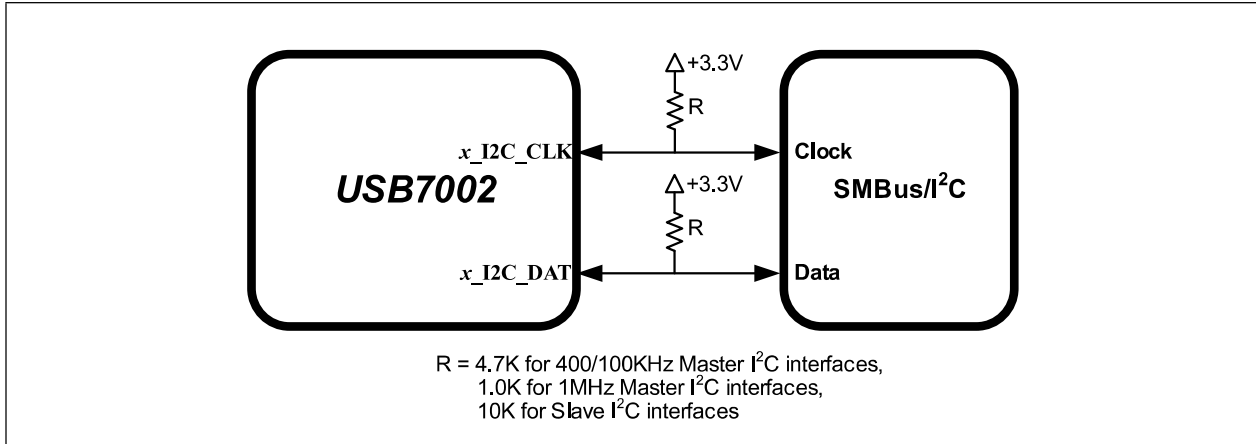 +3.3V
R
x_I2C_CLK
Clock
USB7002
SMBus/I²C
+3.3V
R
x_I2C_DAT
Data
R = 4.7K for 400/100KHz Master I²C interfaces,
1.0K for 1MHz Master I²C interfaces,
10K for Slave I²C interfaces